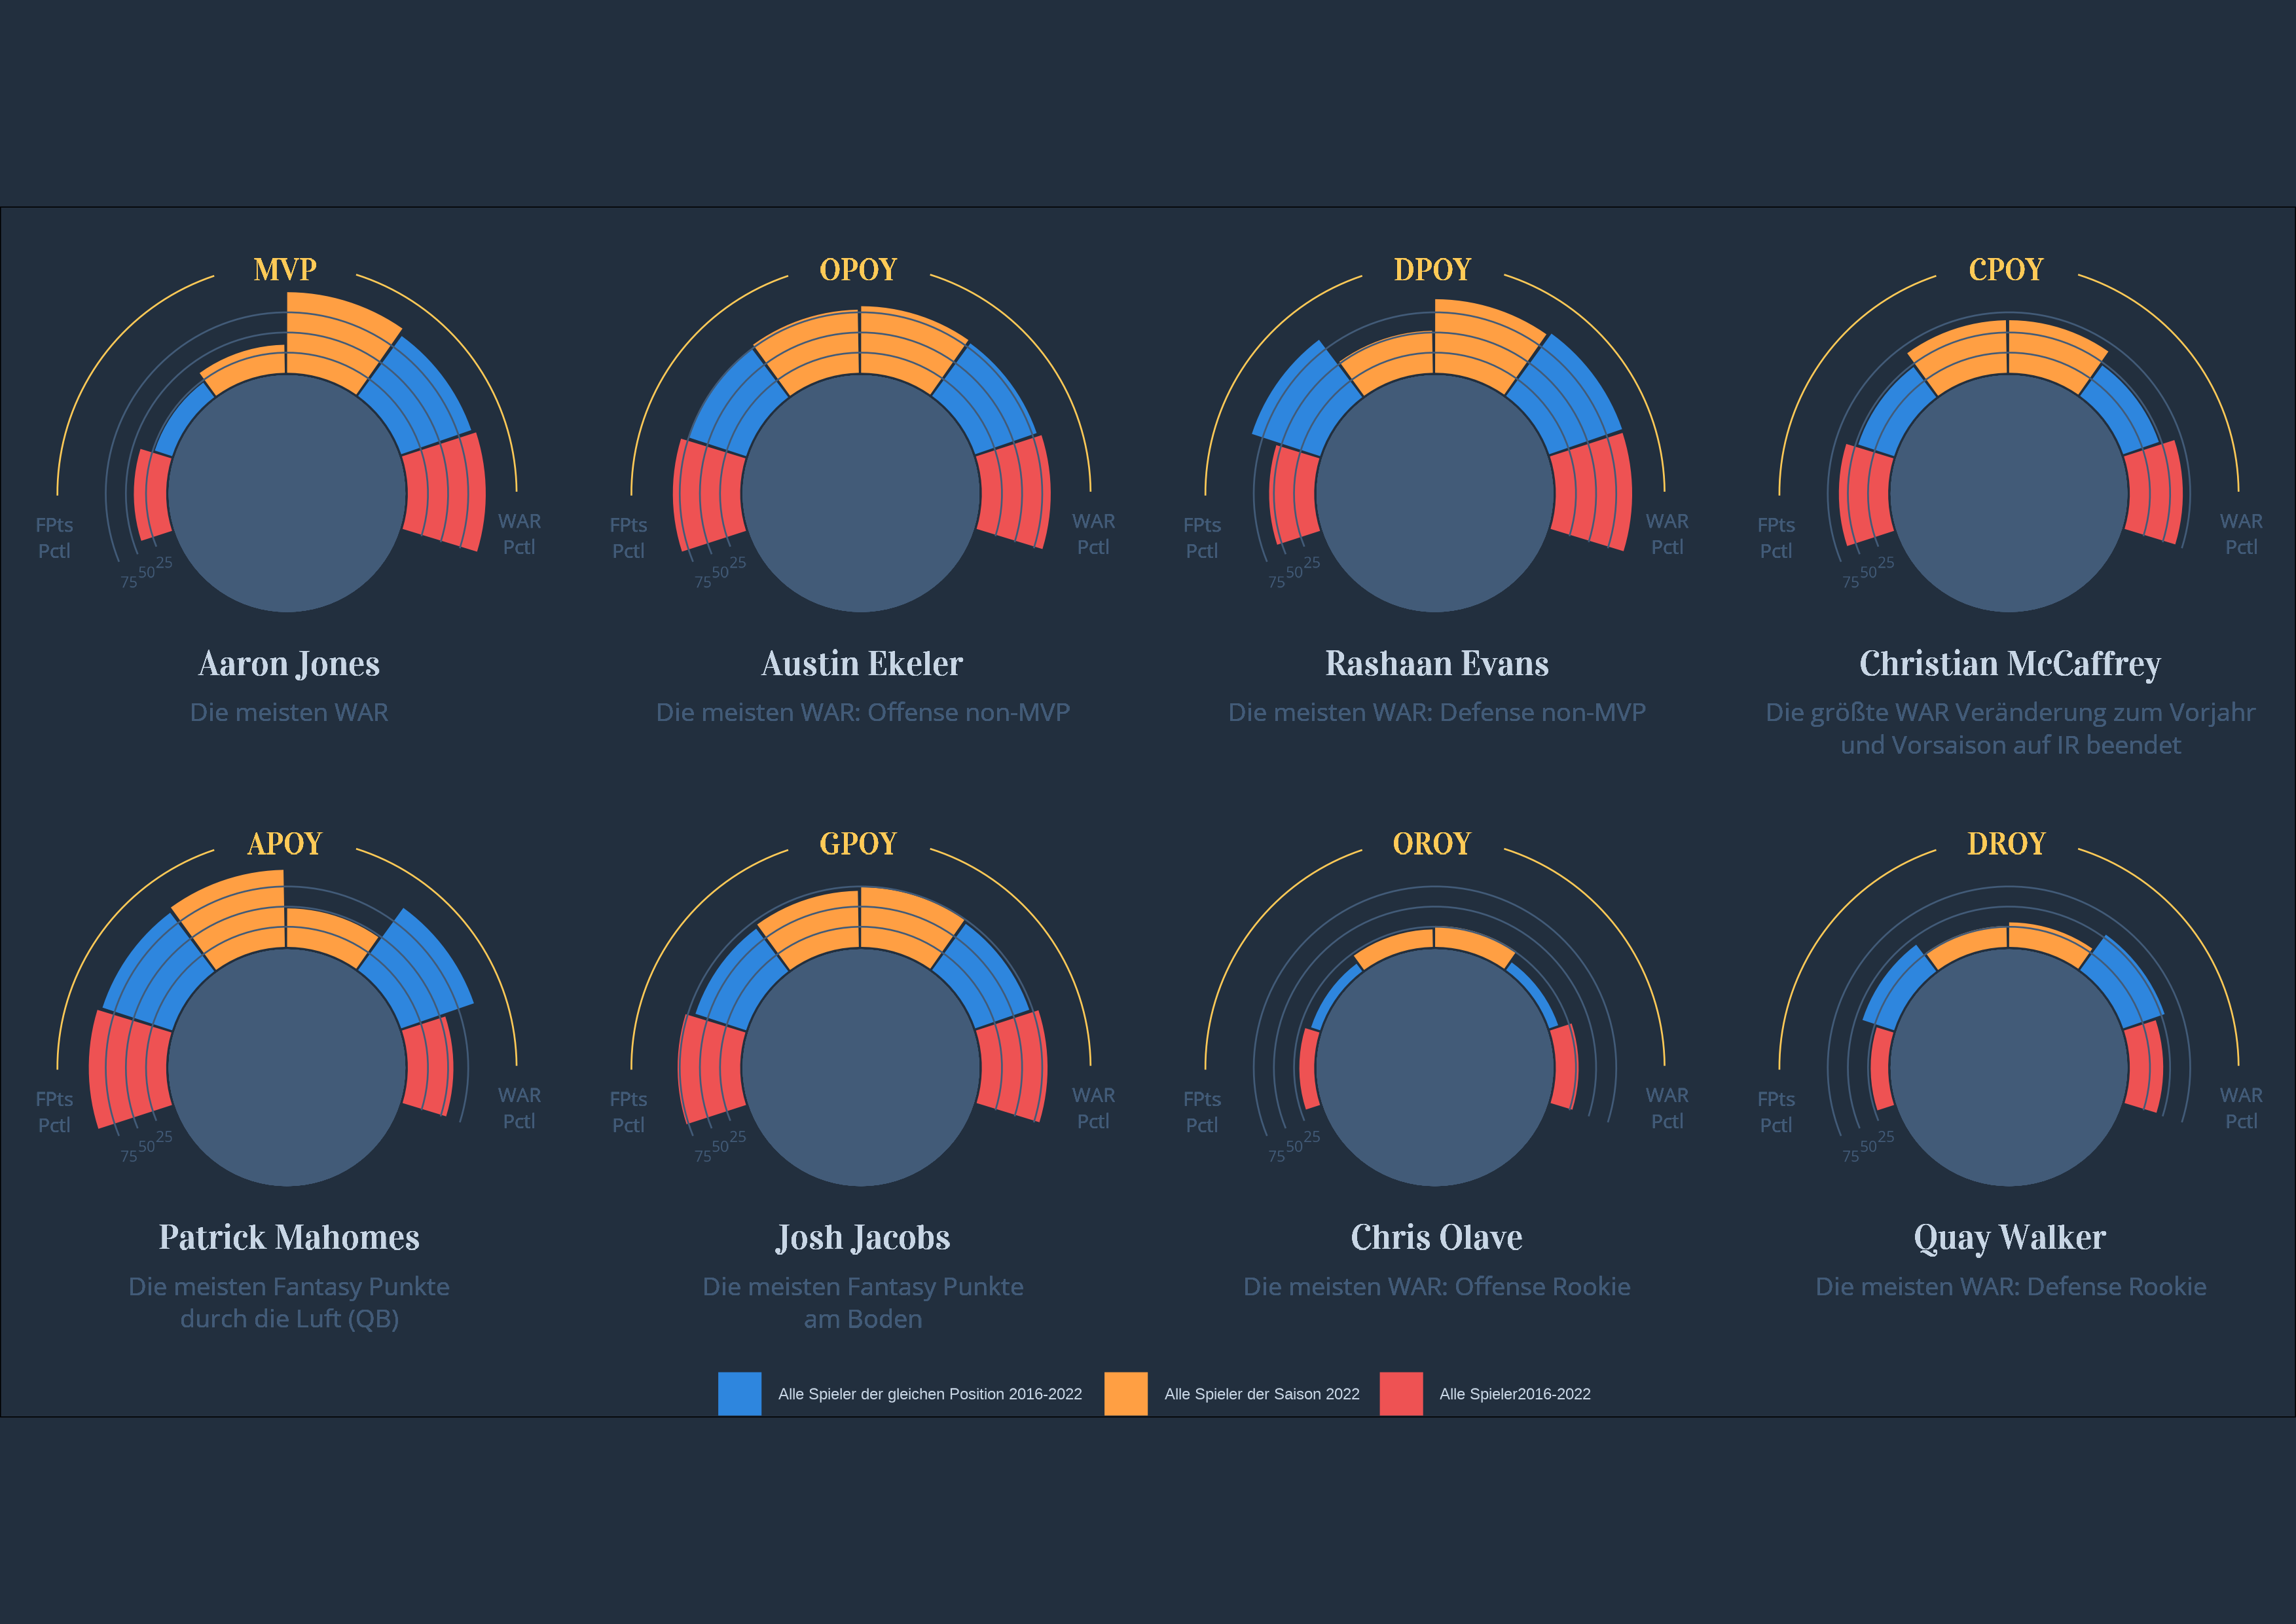 MVP
FPts
Pctl
WAR
Pctl
75 50 25
Aaron Jones
Die meisten WAR
OPOY
FPts
Pctl
WAR
Pctl
75 50 25
Austin Ekeler
Die meisten WAR: Offense non-MVP
DPOY
FPts
Pctl
WAR
Pctl
75 50 25
Rashaan Evans
Die meisten WAR: Defense non-MVP
CPOY
FPts
Pctl
WAR
Pctl
75 50 25
Christian McCaffrey
Die größte WAR Veränderung zum Vorjahr
und Vorsaison auf IR beendet
APOY
FPts
Pctl
WAR
Pctl
75 50 25
Patrick Mahomes
Die meisten Fantasy Punkte
durch die Luft (QB)
GPOY
FPts
Pctl
WAR
Pctl
75 50 25
Josh Jacobs
Die meisten Fantasy Punkte
am Boden
OROY
FPts
Pctl
WAR
Pctl
75 50 25
Chris Olave
Die meisten WAR: Offense Rookie
DROY
FPts
Pctl
WAR
Pctl
75 50 25
Quay Walker
Die meisten WAR: Defense Rookie
Alle Spieler der gleichen Position 2016-2022
Alle Spieler der Saison 2022
Alle Spieler2016-2022